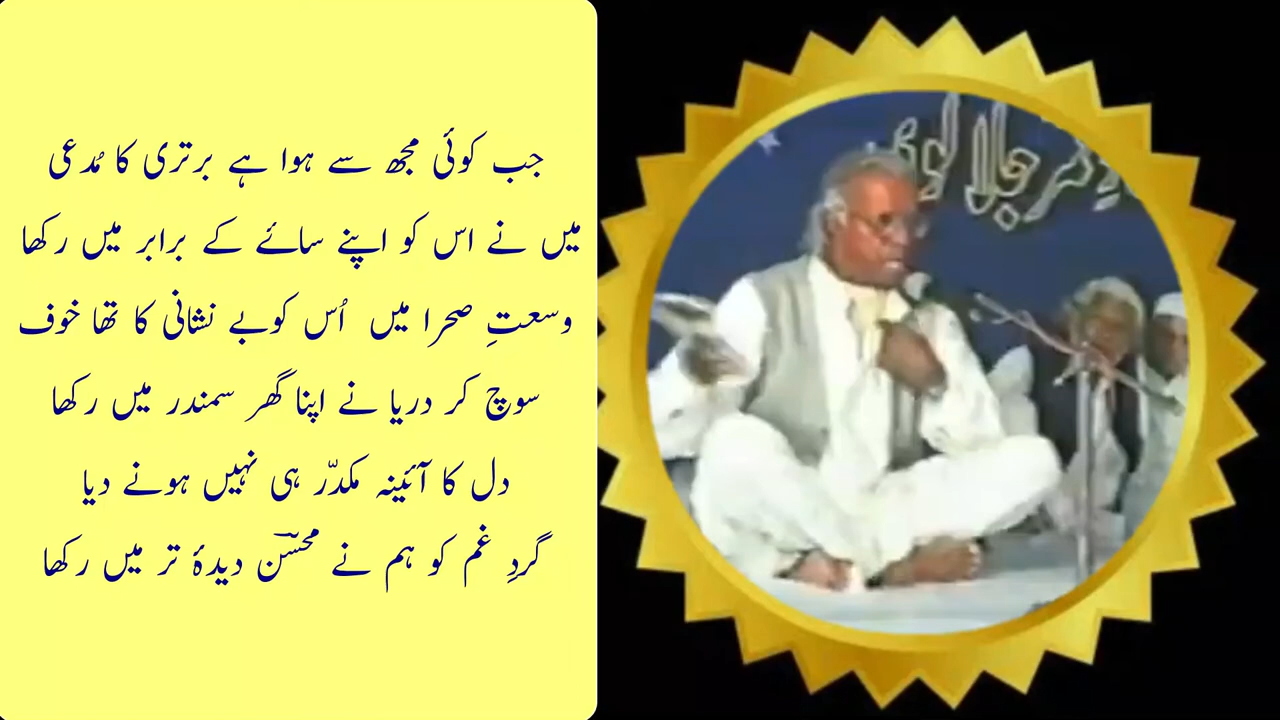 جب کوئی مجھ سے ہوا ہے برتری کا مُدعی
میں نے اس کو اپنے سائے کے برابر میں رکھا
وسعتِ صحرا میں اُس کو بے نشانی کا تھا خوف
سوچ کر دریا نے اپنا گھر سمندر میں رکھا
دل کا آئینہ مکدّر ہی نہیں ہونے دیا
گردِ غم کو ہم نے محسنؔ دیدۂ تر میں رکھا